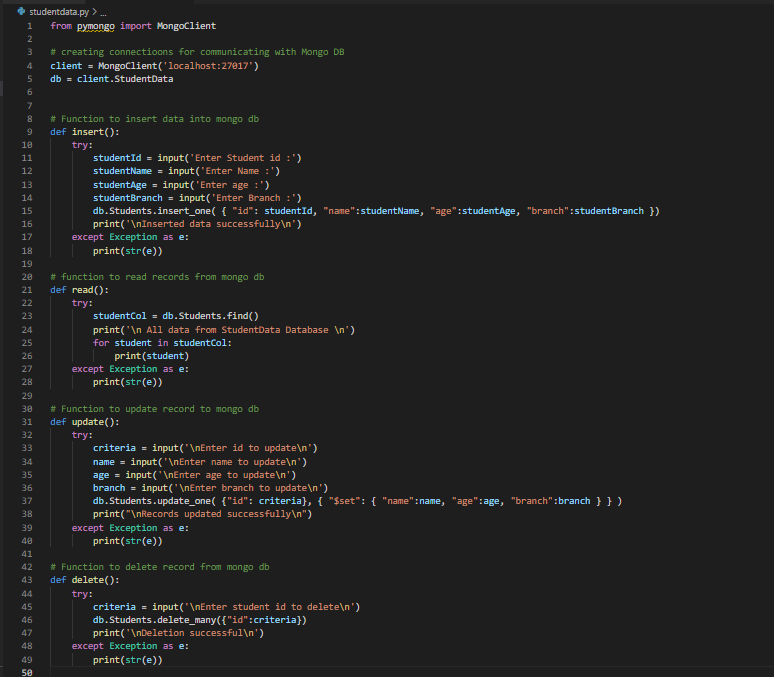 studentdata.py > ...
1 from pymongo import MongoClient
2
3 # creating connectioons for communicating with Mongo DB
4 client = MongoClient('localhost:27017')
5 db = client.StudentData
6
7
8 # Function to insert data into mongo db
9 def insert():
10 try:
11 studentId = input('Enter Student id :')
12 studentName = input('Enter Name :')
13 studentAge = input('Enter age :')
14 studentBranch = input('Enter Branch :')
15 db.Students.insert_one( { "id": studentId, "name":studentName, "age":studentAge, "branch":studentBranch })
16 print('\nInserted data successfully\n')
17 except Exception as e:
18 print(str(e))
19
20 # function to read records from mongo db
21 def read():
22 try:
23 studentCol = db.Students.find()
24 print('\n All data from StudentData Database \n')
25 for student in studentCol:
26 print(student)
27 except Exception as e:
28 print(str(e))
29
30 # Function to update record to mongo db
31 def update():
32 try:
33 criteria = input('\nEnter id to update\n')
34 name = input('\nEnter name to update\n')
35 age = input('\nEnter age to update\n')
36 branch = input('\nEnter branch to update\n')
37 db.Students.update_one( {"id": criteria}, { "$set": { "name":name, "age":age, "branch":branch } } )
38 print("\nRecords updated successfully\n")
39 except Exception as e:
40 print(str(e))
41
42 # Function to delete record from mongo db
43 def delete():
44 try:
45 criteria = input('\nEnter student id to delete\n')
46 db.Students.delete_many({"id":criteria})
47 print('\nDeletion successful\n')
48 except Exception as e:
49 print(str(e))
50